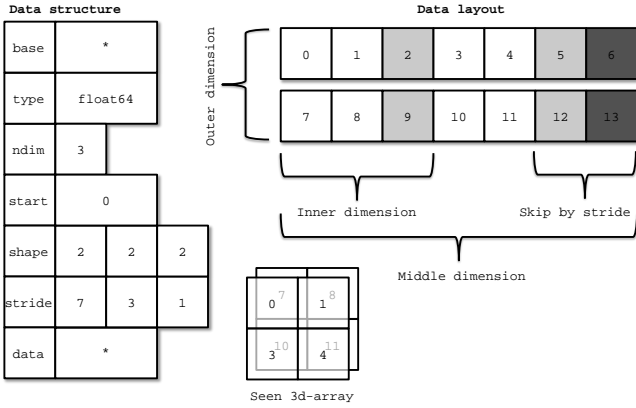 Data structure
base *
type float64
ndim 3
start 0
shape 2 2 2
stride 7 3 1
data *
Data layout
Outer dimension
0 1 2 3 4 5 6
7 8 9 10 11 12 13
Inner dimension
Skip by stride
Middle dimension
0 7 1 8
3 10 4 11
Seen 3d-array